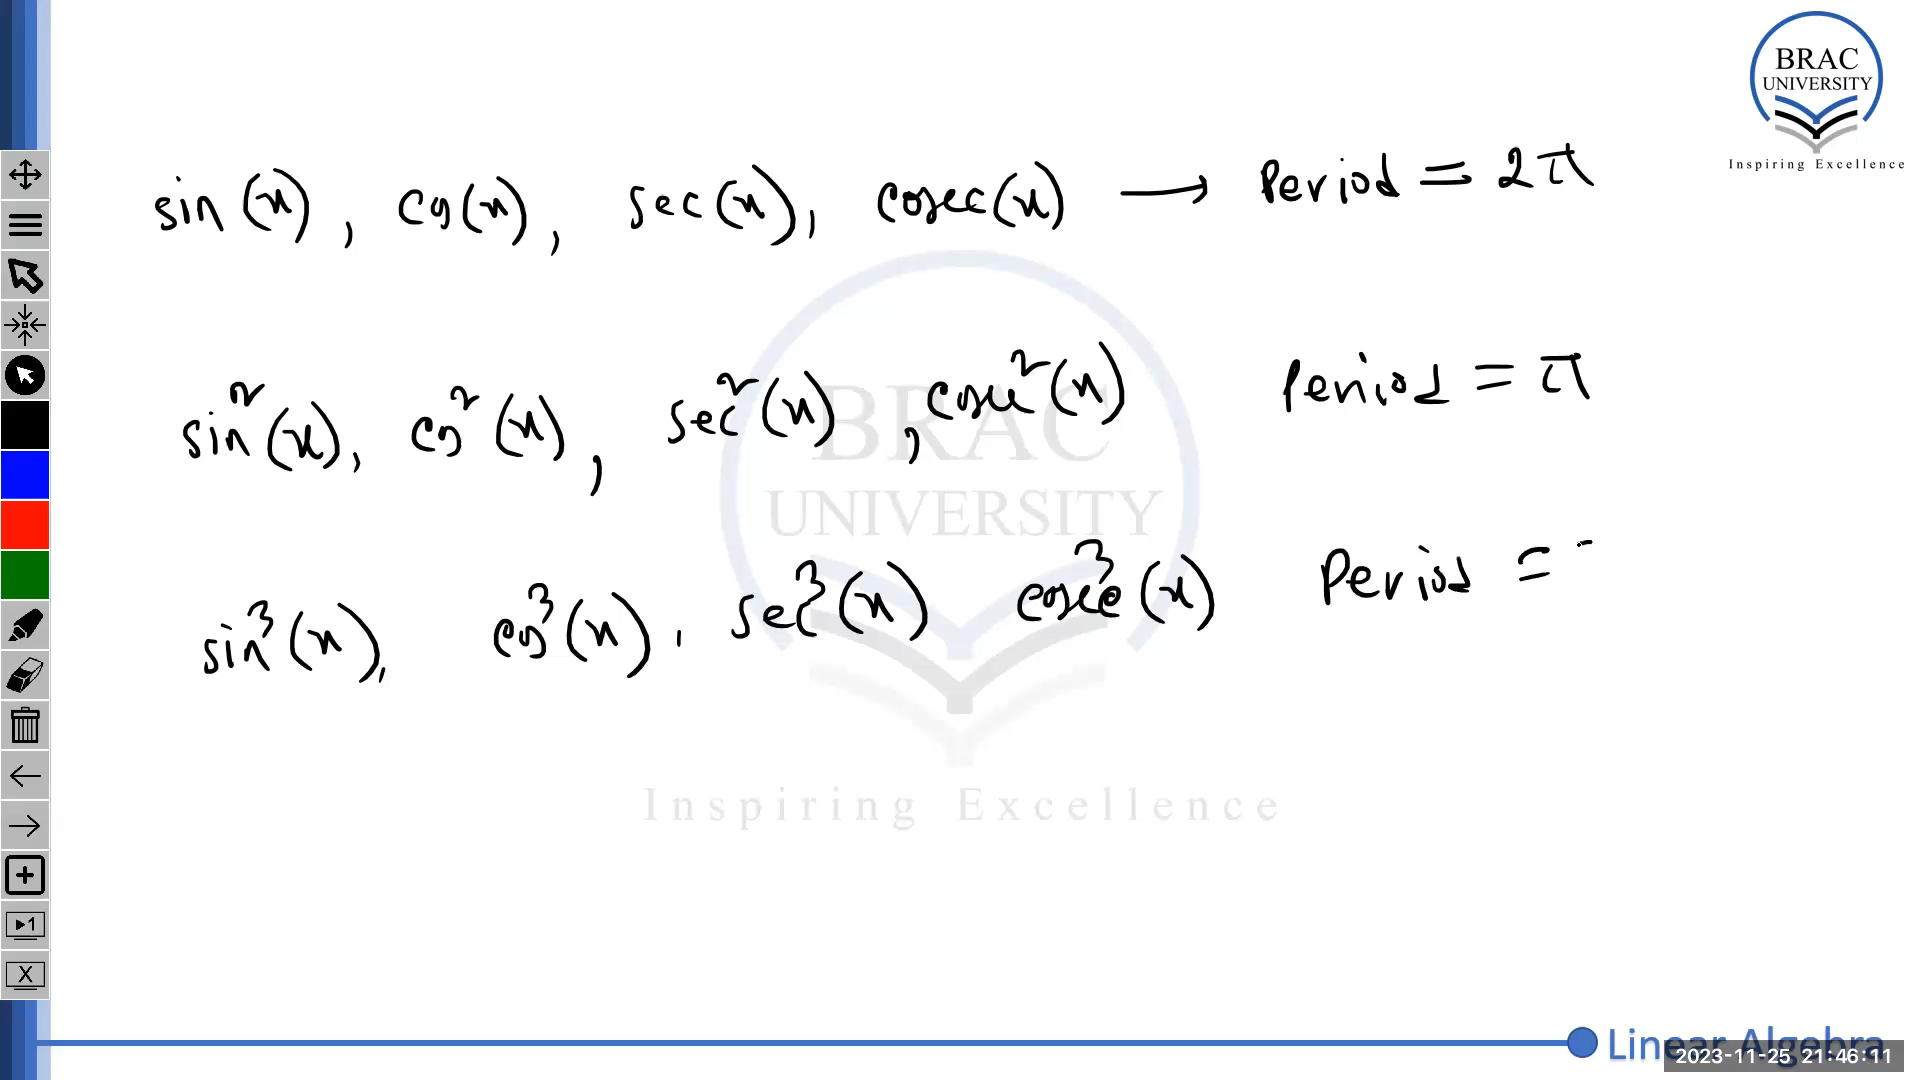 BRAC
UNIVERSITY
Inspiring Excellence
sin(x), cos(x), sec(x), cosec(x) → Period = 2π
sin²(x), cos²(x), sec²(x), cosec²(x) Period = π
sin³(x), cos³(x), sec³(x) cosec³(x) Period =
BRAC
UNIVERSITY
Inspiring Excellence
Linear Algebra
2023-11-25 21:46:11